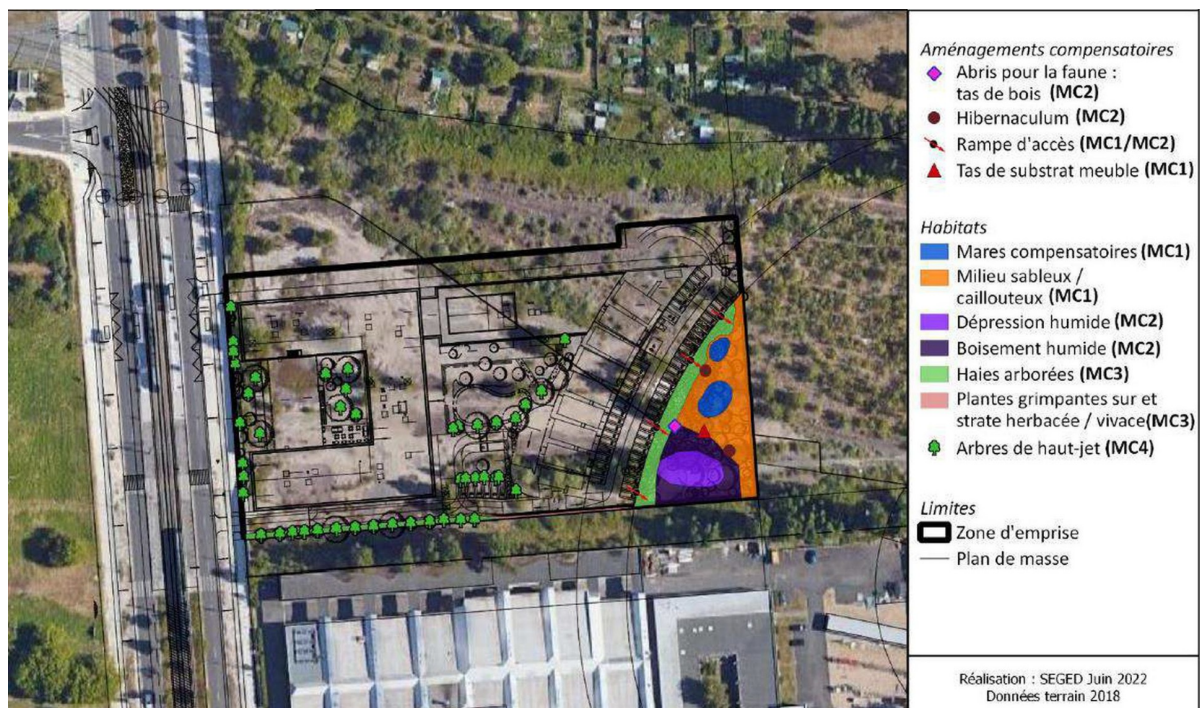 Aménagements compensatoires
Abris pour la faune :
tas de bois (MC2)
Hibernaculum (MC2)
Rampe d'accès (MC1/MC2)
Tas de substrat meuble (MC1)
Habitats
Mares compensatoires (MC1)
Milieu sableux /
caillouteux (MC1)
Dépression humide (MC2)
Boisement humide (MC2)
Haies arborées (MC3)
Plantes grimpantes sur et
strate herbacée / vivace(MC3)
Arbres de haut-jet (MC4)
Limites
Zone d'emprise
Plan de masse
Réalisation : SEGED Juin 2022
Données terrain 2018